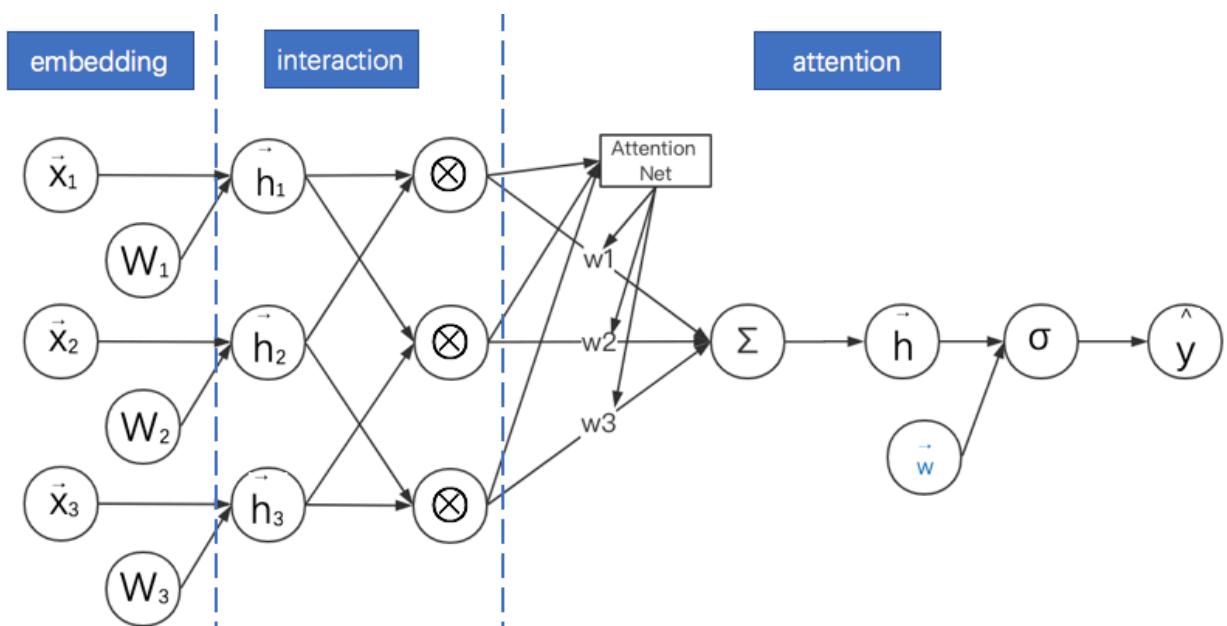 embedding
interaction
attention
x⃗₁
h⃗₁
⊗
Attention
Net
W₁
w1
x⃗₂
h⃗₂
⊗
w2
Σ
h⃗
σ
ŷ
W₂
w3
w⃗
x⃗₃
h⃗₃
⊗
W₃